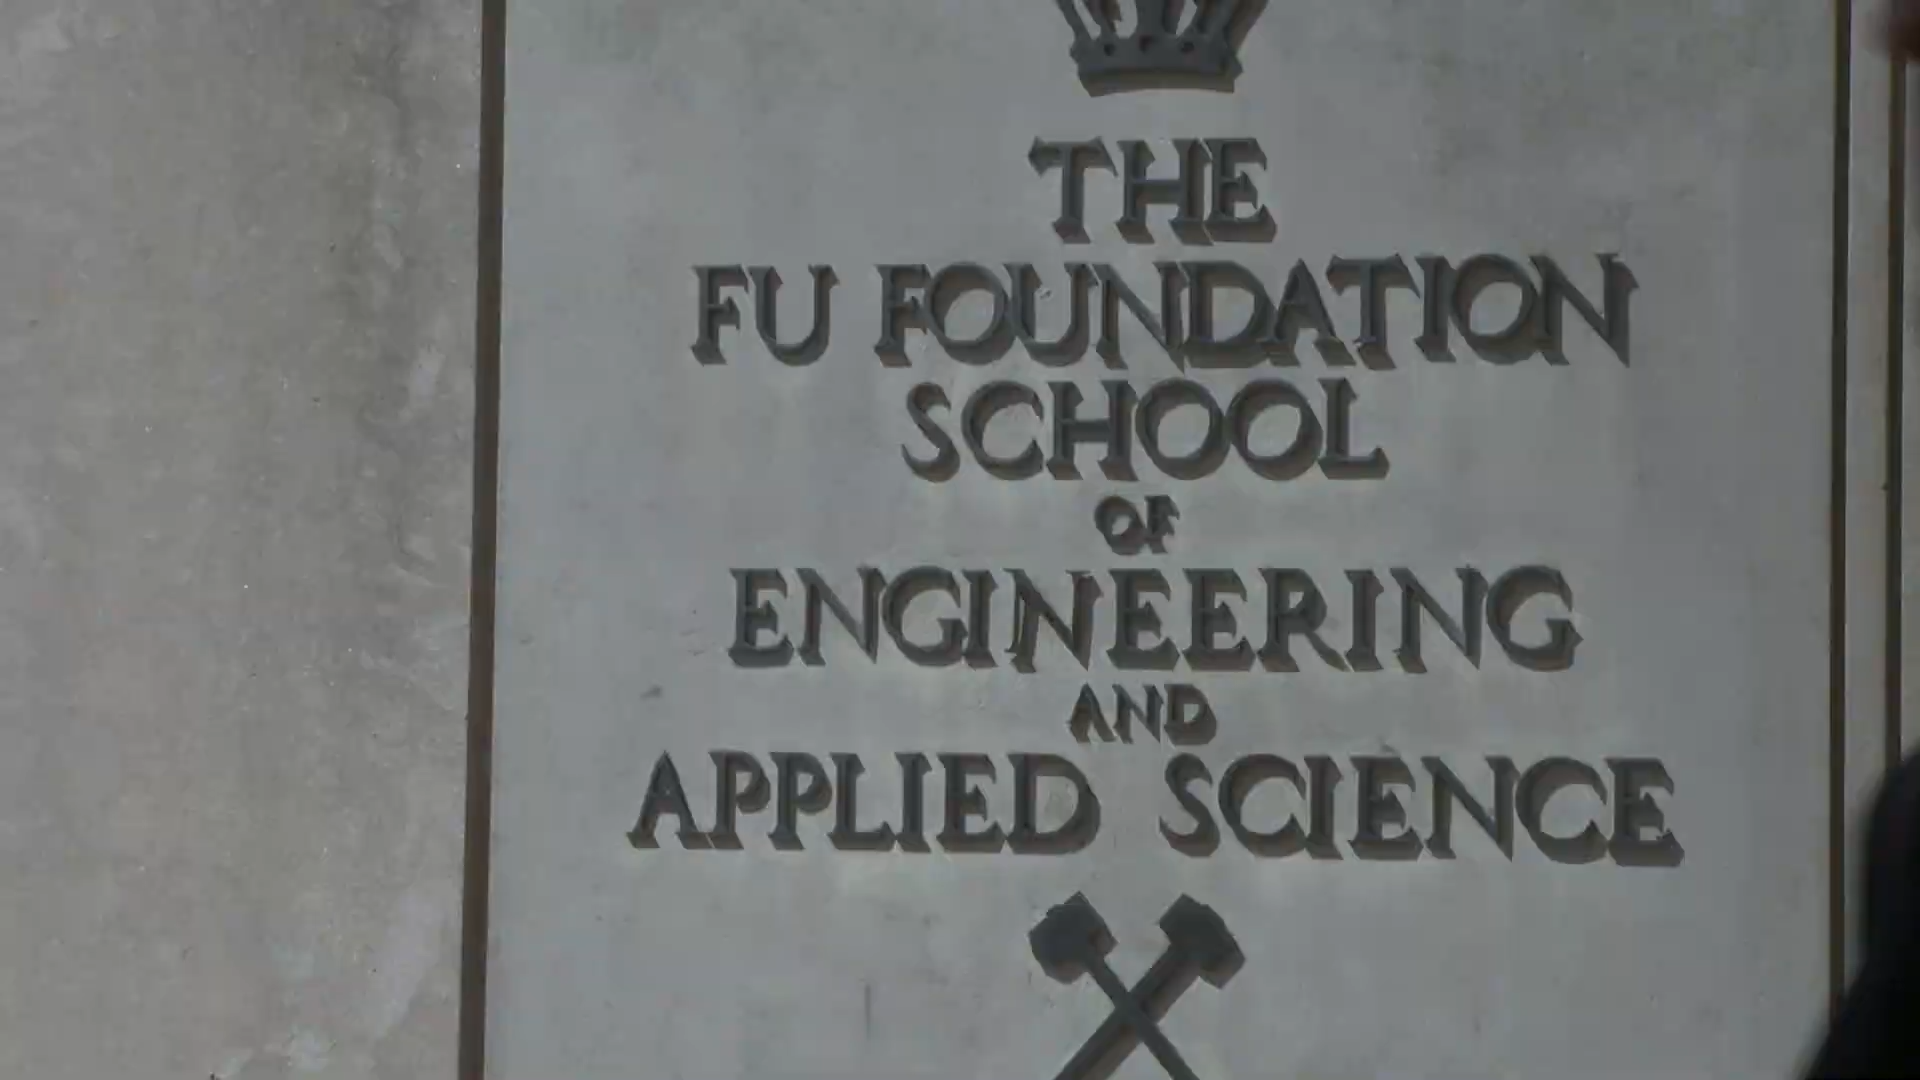 THE
FU FOUNDATION
SCHOOL
OF
ENGINEERING
AND
APPLIED SCIENCE